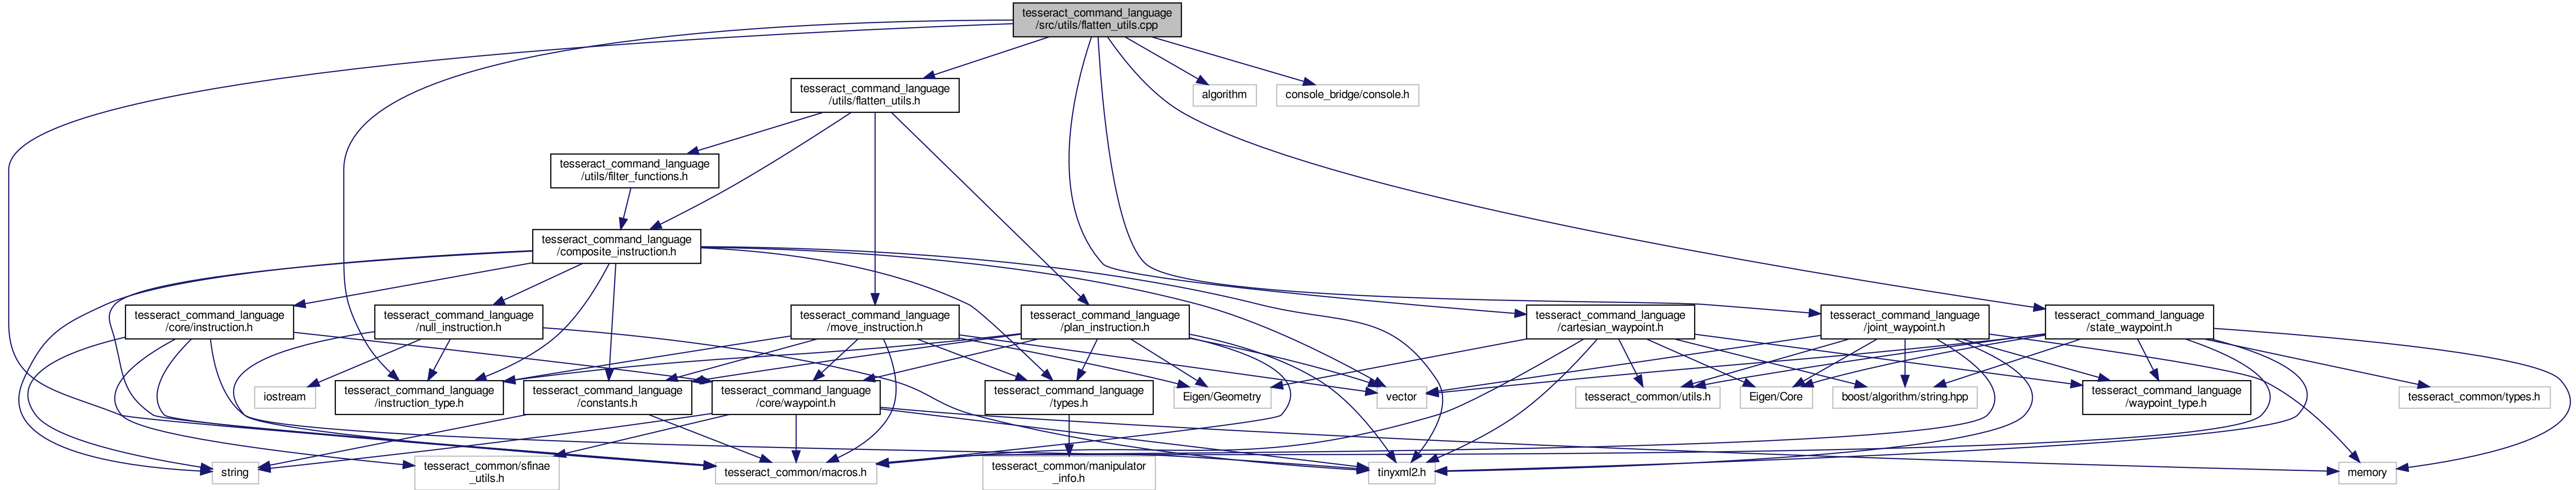 tesseract_command_language
/src/utils/flatten_utils.cpp
tesseract_command_language
/utils/flatten_utils.h
algorithm
console_bridge/console.h
tesseract_command_language
/utils/filter_functions.h
tesseract_command_language
/composite_instruction.h
tesseract_command_language
/core/instruction.h
tesseract_command_language
/null_instruction.h
tesseract_command_language
/move_instruction.h
tesseract_command_language
/plan_instruction.h
tesseract_command_language
/cartesian_waypoint.h
tesseract_command_language
/joint_waypoint.h
tesseract_command_language
/state_waypoint.h
iostream
tesseract_command_language
/instruction_type.h
tesseract_command_language
/constants.h
tesseract_command_language
/core/waypoint.h
tesseract_command_language
/types.h
Eigen/Geometry
vector
tesseract_common/utils.h
Eigen/Core
boost/algorithm/string.hpp
tesseract_command_language
/waypoint_type.h
tesseract_common/types.h
string
tesseract_common/sfinae
_utils.h
tesseract_common/macros.h
tesseract_common/manipulator
_info.h
tinyxml2.h
memory